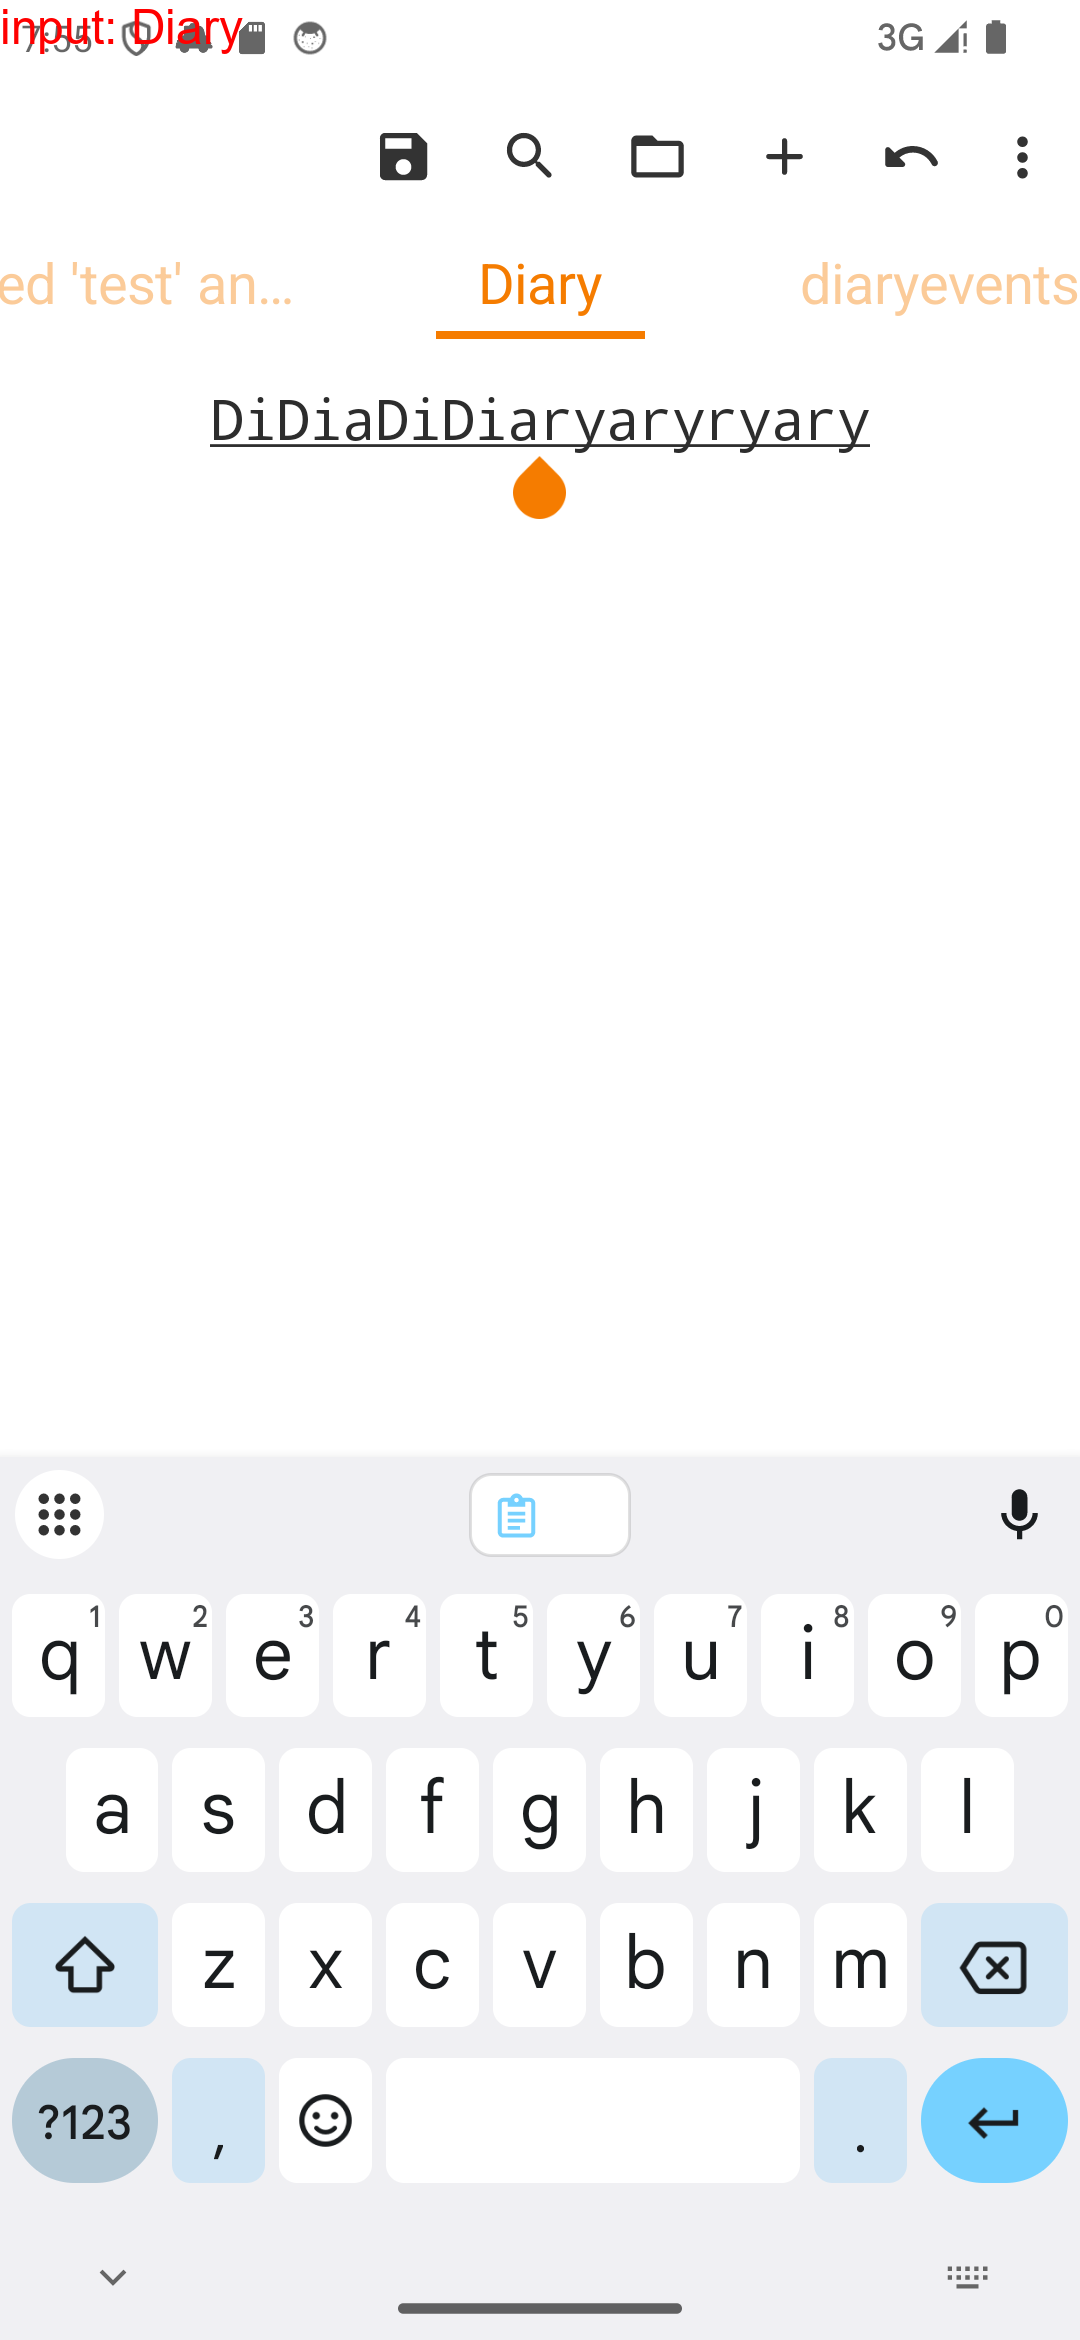 input: Diary
7:55
3G
ed 'test' an...
Diary
diaryevents
DiDiaDiDiaryaryryary
q 1 w 2 e 3 r 4 t 5 y 6 u 7 i 8 o 9 p 0
a s d f g h j k l
z x c v b n m
?123 , .